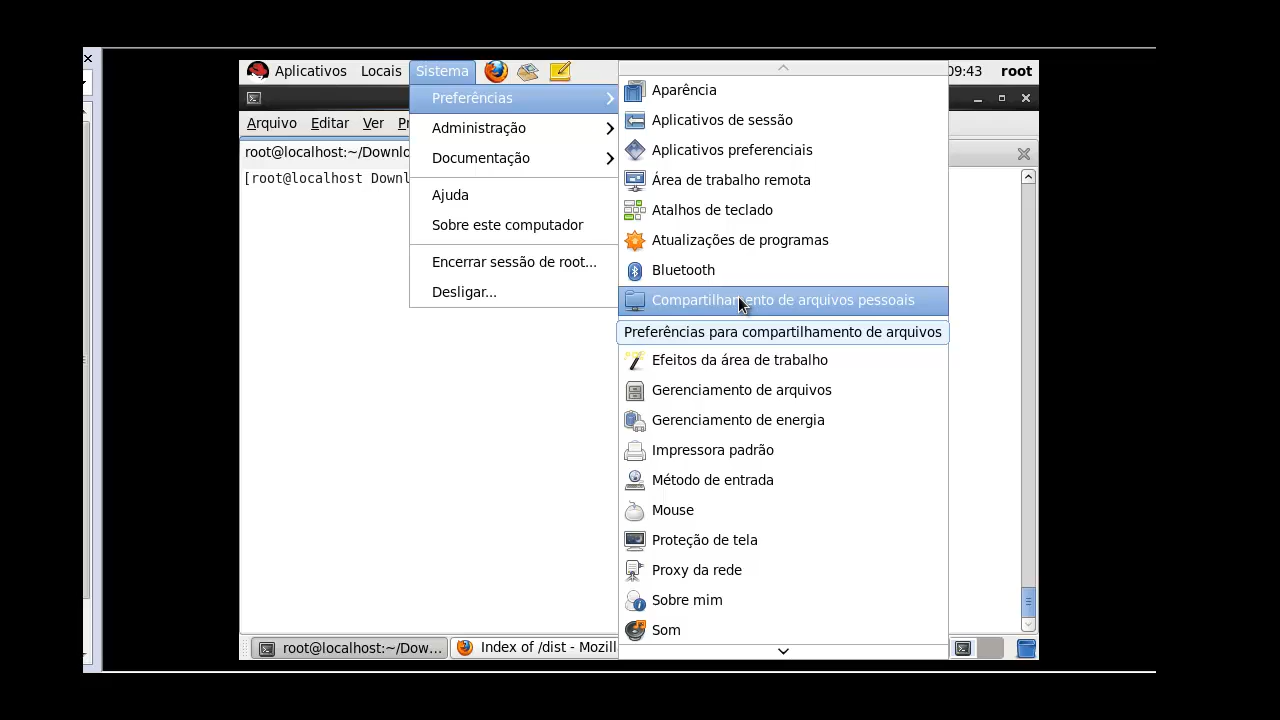 Aplicativos Locais Sistema 09:43 root
Preferências
Administração
Documentação
Ajuda
Sobre este computador
Encerrar sessão de root...
Desligar...
Aparência
Aplicativos de sessão
Aplicativos preferenciais
Área de trabalho remota
Atalhos de teclado
Atualizações de programas
Bluetooth
Compartilhamento de arquivos pessoais
Preferências para compartilhamento de arquivos
Efeitos da área de trabalho
Gerenciamento de arquivos
Gerenciamento de energia
Impressora padrão
Método de entrada
Mouse
Proteção de tela
Proxy da rede
Sobre mim
Som
Arquivo Editar Ver
root@localhost:~/Downlo
[root@localhost Downl
root@localhost:~/Dow... Index of /dist - Mozill